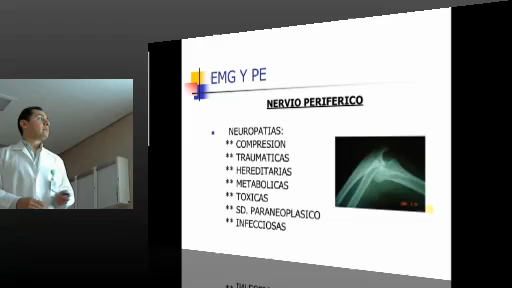 EMG Y PE
NERVIO PERIFERICO
NEUROPATIAS:
** COMPRESION
** TRAUMATICAS
** HEREDITARIAS
** METABOLICAS
** TOXICAS
** SD. PARANEOPLASICO
** INFECCIOSAS